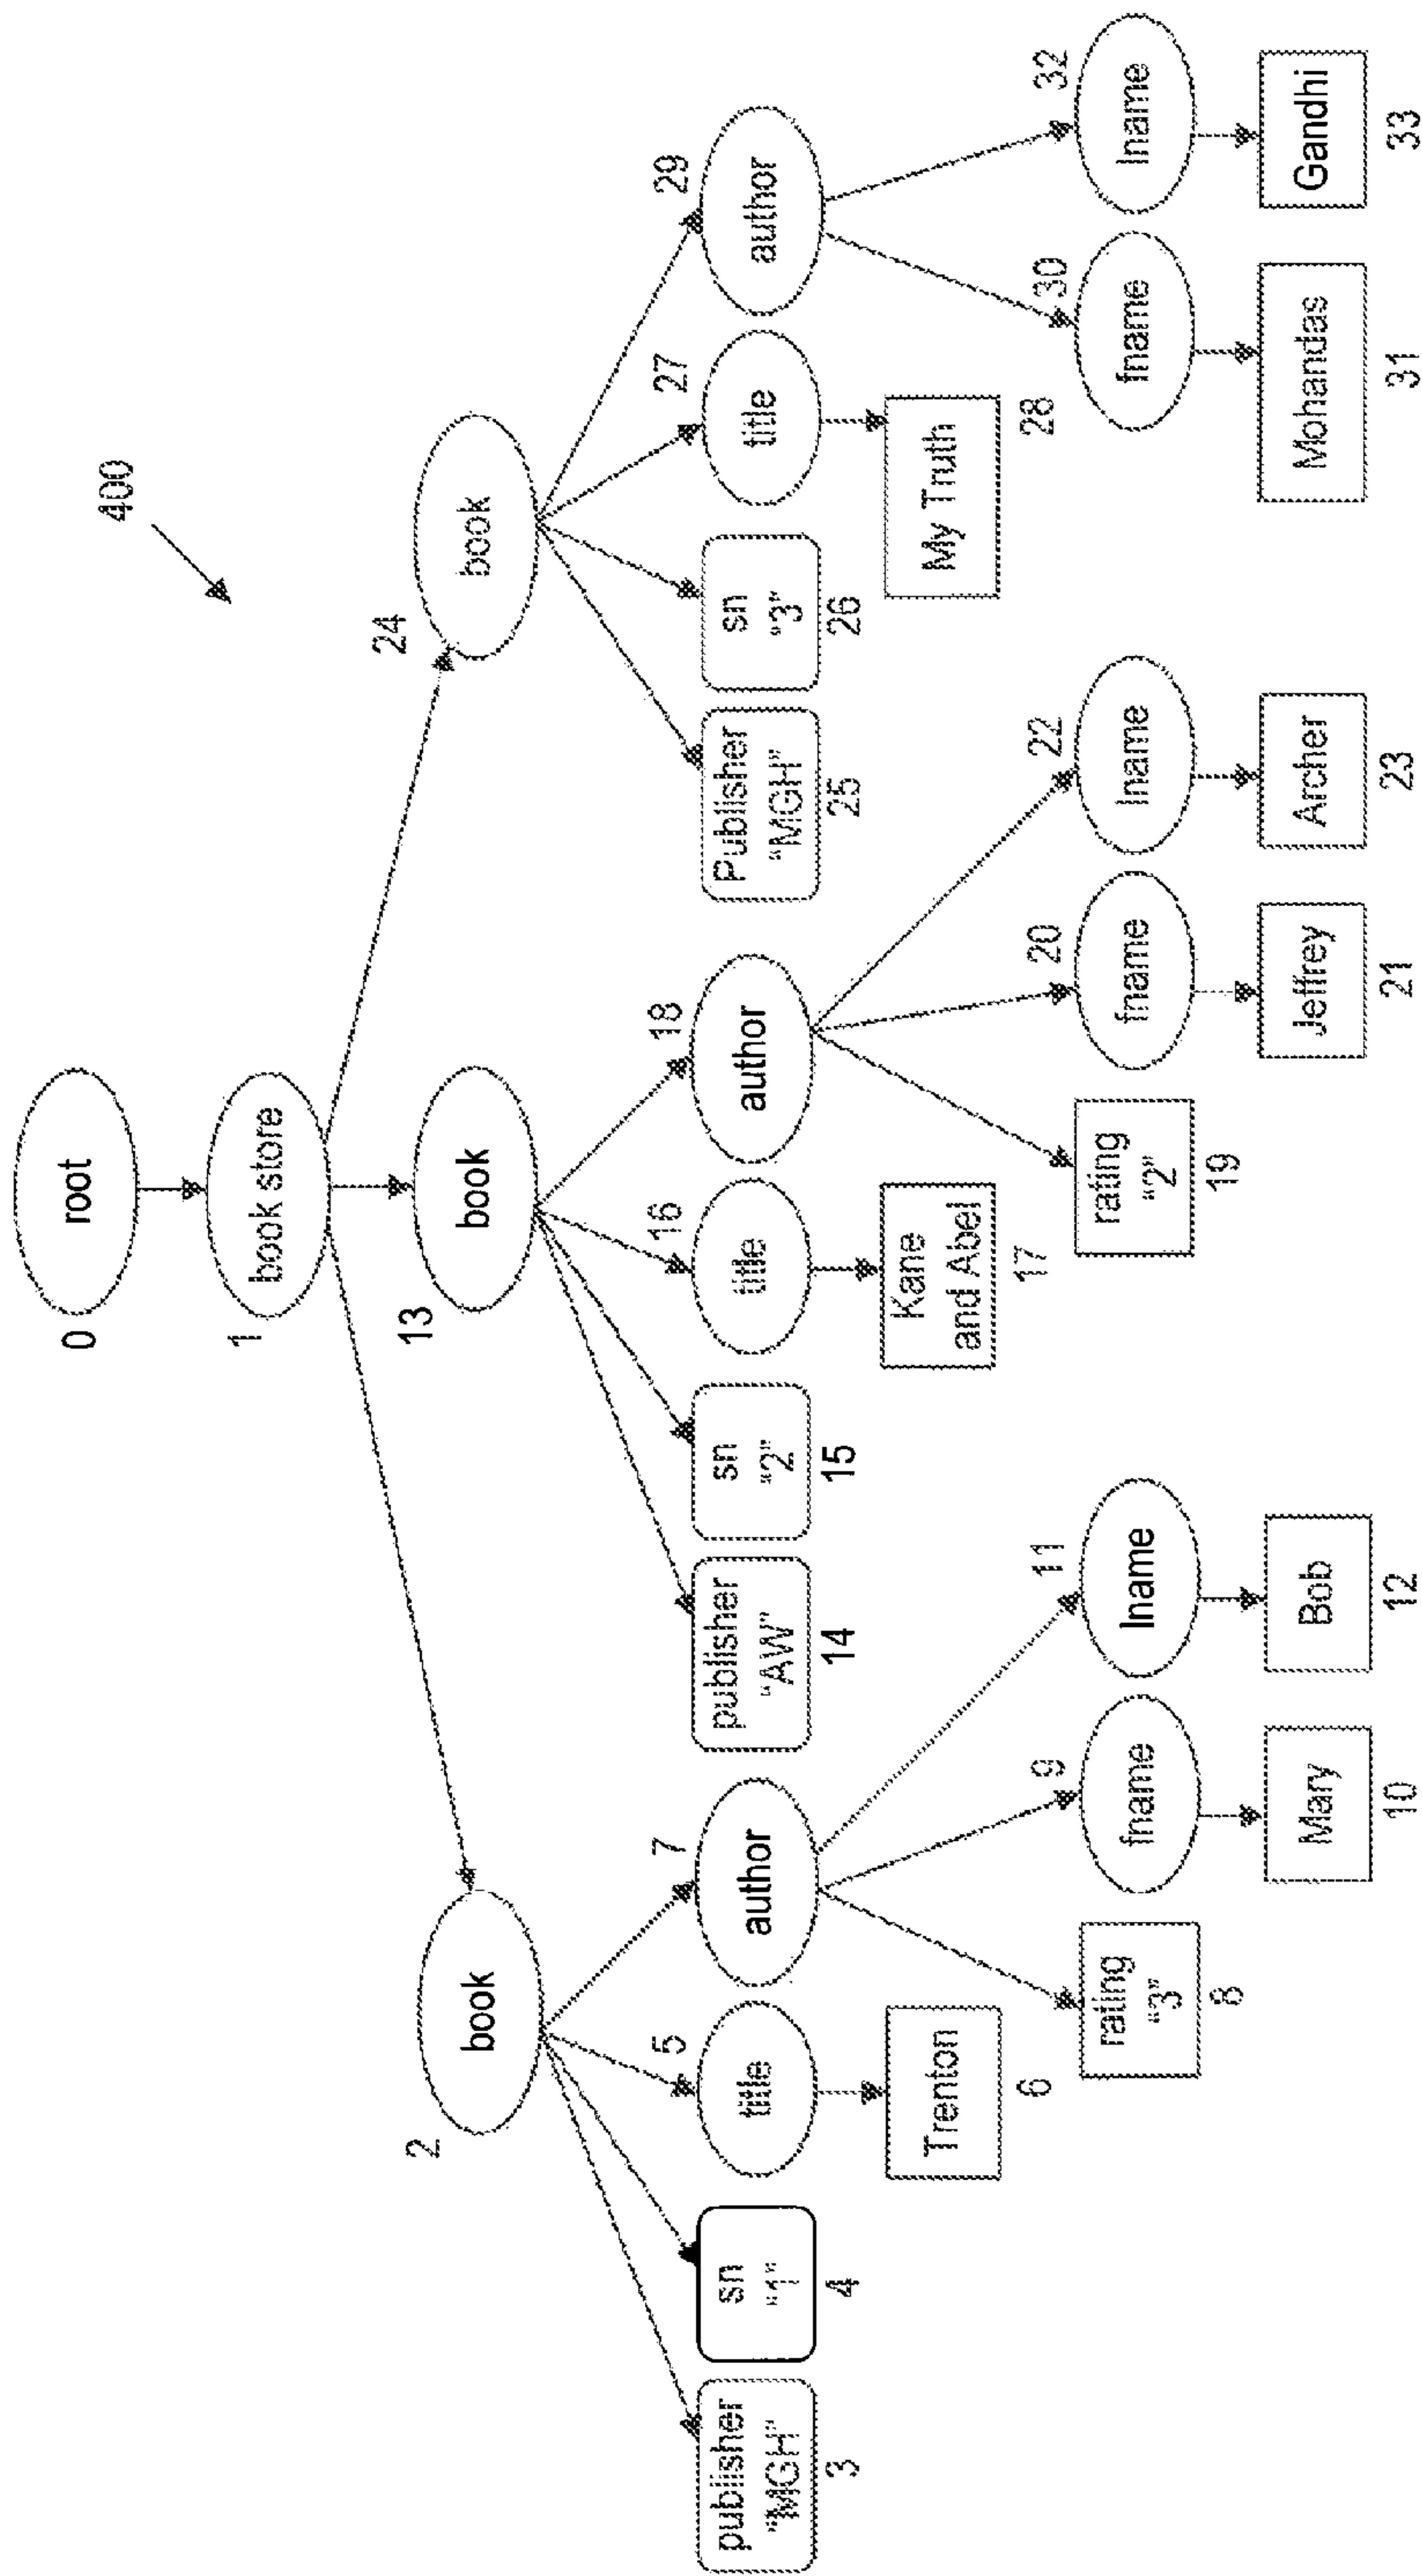 400
0
root
1
book store
2
book
13
book
24
book
3
publisher
"MGH"
4
sn
"1"
5
title
6
Trenton
7
author
8
rating
"3"
9
fname
10
Mary
11
lname
12
Bob
14
publisher
"AW"
15
sn
"2"
16
title
17
Kane
and Abel
18
author
19
rating
"2"
20
fname
21
Jeffrey
22
lname
23
Archer
25
Publisher
"MGH"
26
sn
"3"
27
title
28
My Truth
29
author
30
fname
31
Mohandas
32
lname
33
Gandhi